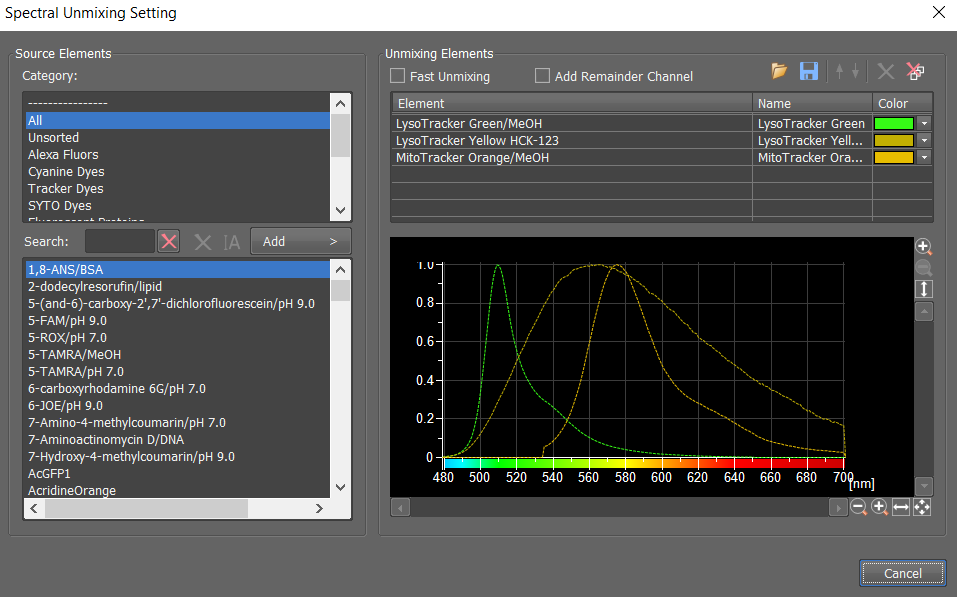 Spectral Unmixing Setting
Source Elements
Category:
----------------
All
Unsorted
Alexa Fluors
Cyanine Dyes
Tracker Dyes
SYTO Dyes
Fluorescent Proteins
Search:
Add >
1,8-ANS/BSA
2-dodecylresorufin/lipid
5-(and-6)-carboxy-2',7'-dichlorofluorescein/pH 9.0
5-FAM/pH 9.0
5-ROX/pH 7.0
5-TAMRA/MeOH
5-TAMRA/pH 7.0
6-carboxyrhodamine 6G/pH 7.0
6-JOE/pH 9.0
7-Amino-4-methylcoumarin/pH 7.0
7-Aminoactinomycin D/DNA
7-Hydroxy-4-methylcoumarin/pH 9.0
AcGFP1
AcridineOrange
Unmixing Elements
Fast Unmixing Add Remainder Channel
Element Name Color
LysoTracker Green/MeOH LysoTracker Green
LysoTracker Yellow HCK-123 LysoTracker Yell...
MitoTracker Orange/MeOH MitoTracker Ora...
1.0
0.8
0.6
0.4
0.2
0
480 500 520 540 560 580 600 620 640 660 680 700 [nm]
Cancel